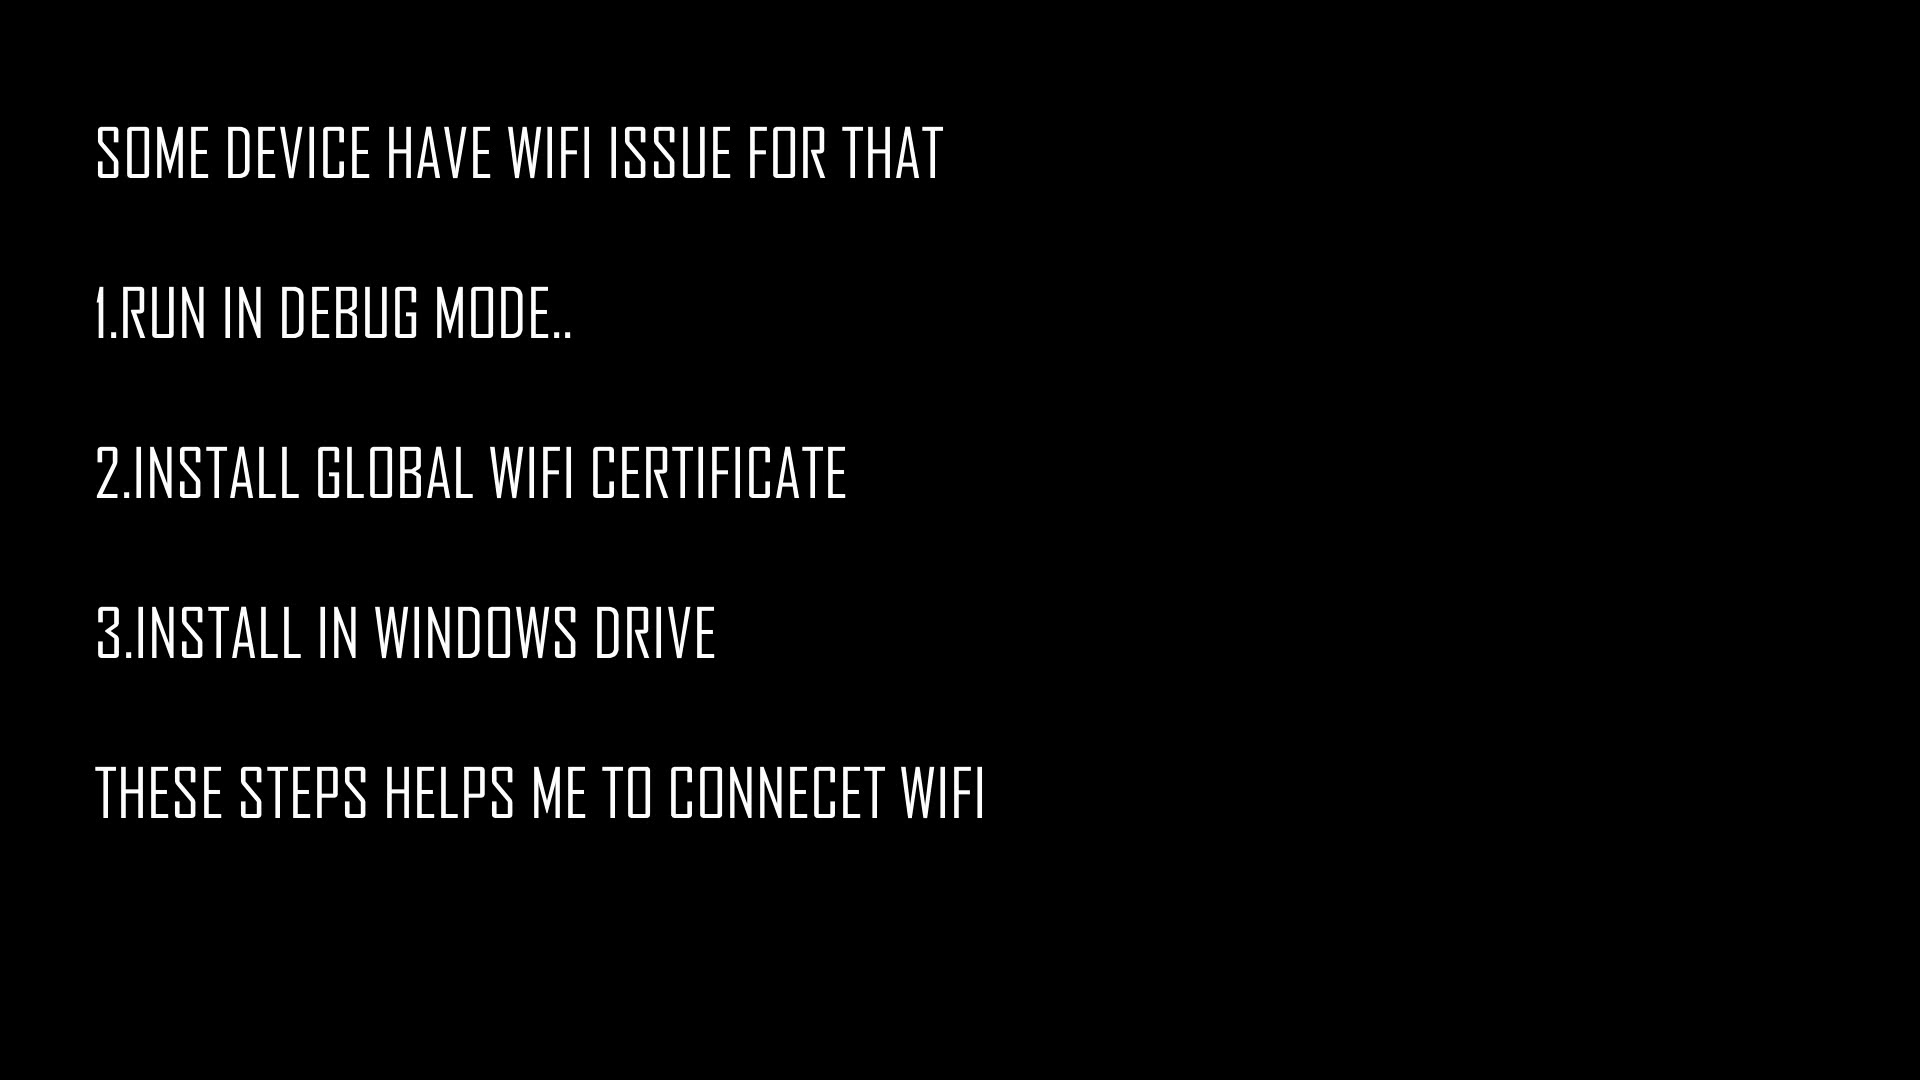 SOME DEVICE HAVE WIFI ISSUE FOR THAT
1.RUN IN DEBUG MODE..
2.INSTALL GLOBAL WIFI CERTIFICATE
3.INSTALL IN WINDOWS DRIVE
THESE STEPS HELPS ME TO CONNECET WIFI